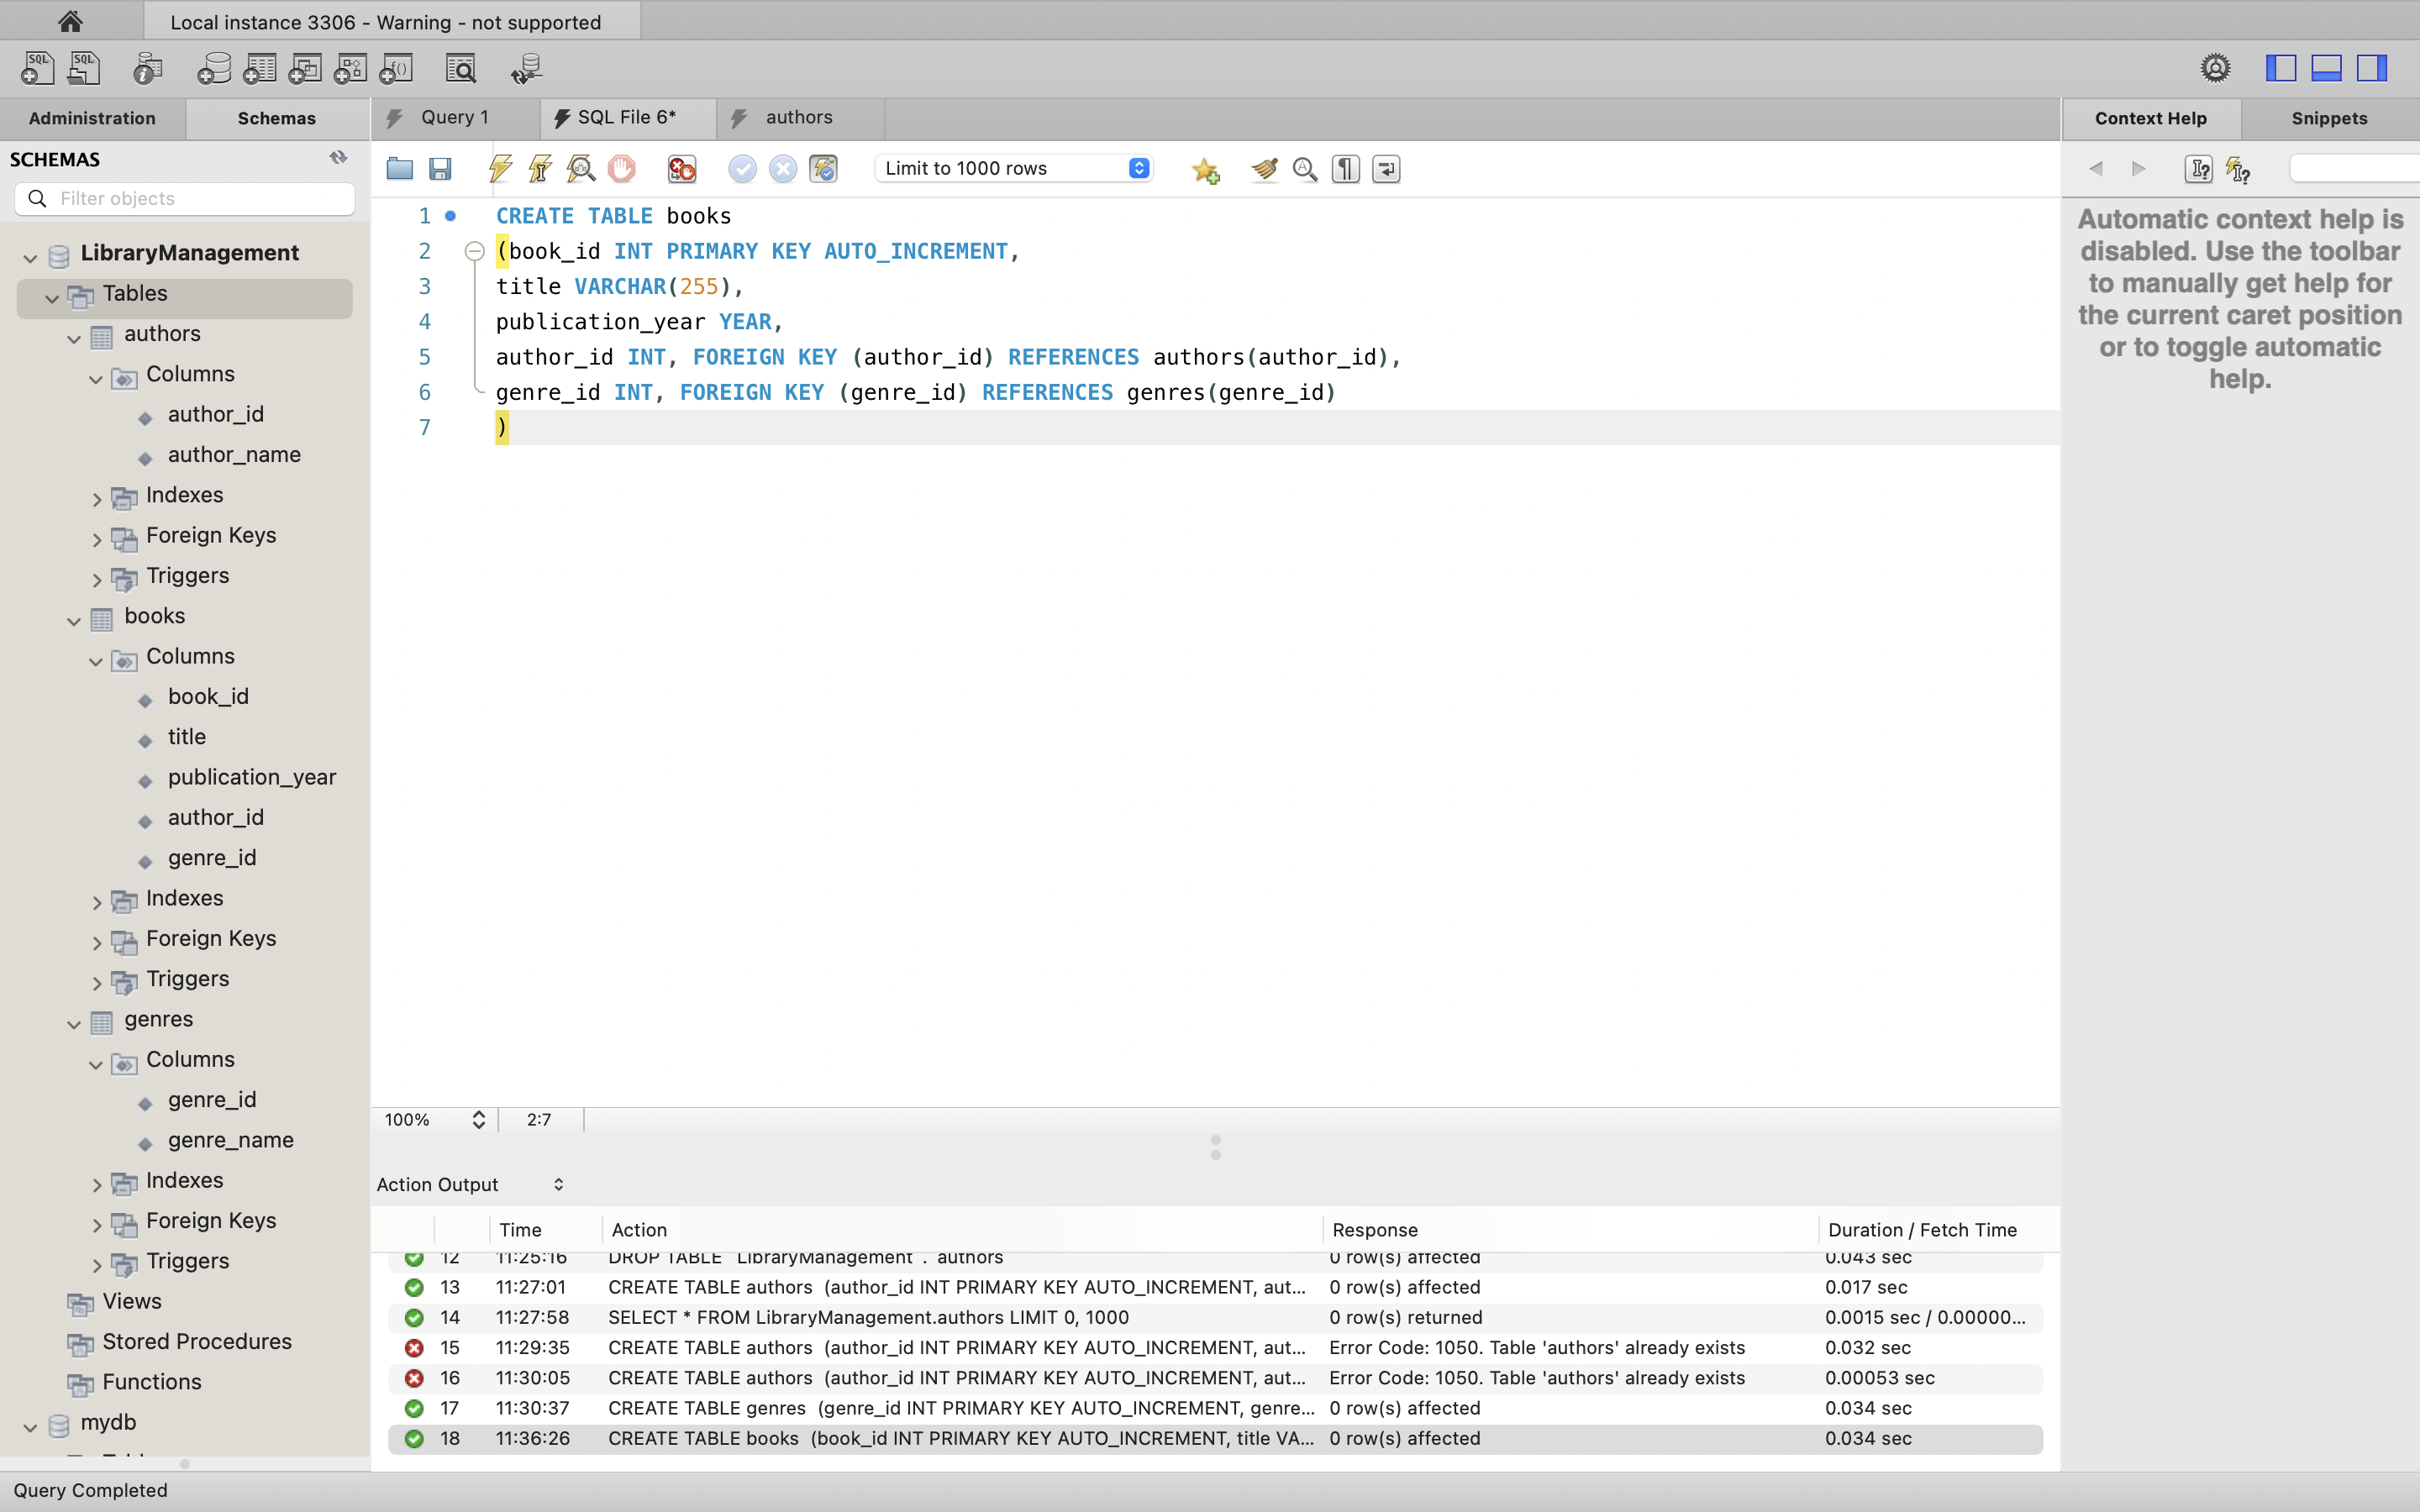 Local instance 3306 - Warning - not supported
SQL
SQL
Administration
Schemas
SCHEMAS
Filter objects
LibraryManagement
Tables
authors
Columns
author_id
author_name
Indexes
Foreign Keys
Triggers
books
Columns
book_id
title
publication_year
author_id
genre_id
Indexes
Foreign Keys
Triggers
genres
Columns
genre_id
genre_name
Indexes
Foreign Keys
Triggers
Views
Stored Procedures
Functions
mydb
Query 1
SQL File 6*
authors
Limit to 1000 rows
1 CREATE TABLE books
2 (book_id INT PRIMARY KEY AUTO_INCREMENT,
3 title VARCHAR(255),
4 publication_year YEAR,
5 author_id INT, FOREIGN KEY (author_id) REFERENCES authors(author_id),
6 genre_id INT, FOREIGN KEY (genre_id) REFERENCES genres(genre_id)
7 )
100%
2:7
Action Output
Time Action Response Duration / Fetch Time
12 11:25:16 DROP TABLE `LibraryManagement`.`authors` 0 row(s) affected 0.043 sec
13 11:27:01 CREATE TABLE authors (author_id INT PRIMARY KEY AUTO_INCREMENT, aut... 0 row(s) affected 0.017 sec
14 11:27:58 SELECT * FROM LibraryManagement.authors LIMIT 0, 1000 0 row(s) returned 0.0015 sec / 0.00000...
15 11:29:35 CREATE TABLE authors (author_id INT PRIMARY KEY AUTO_INCREMENT, aut... Error Code: 1050. Table 'authors' already exists 0.032 sec
16 11:30:05 CREATE TABLE authors (author_id INT PRIMARY KEY AUTO_INCREMENT, aut... Error Code: 1050. Table 'authors' already exists 0.00053 sec
17 11:30:37 CREATE TABLE genres (genre_id INT PRIMARY KEY AUTO_INCREMENT, genre... 0 row(s) affected 0.034 sec
18 11:36:26 CREATE TABLE books (book_id INT PRIMARY KEY AUTO_INCREMENT, title VA... 0 row(s) affected 0.034 sec
Context Help
Snippets
Automatic context help is
disabled. Use the toolbar
to manually get help for
the current caret position
or to toggle automatic
help.
Query Completed